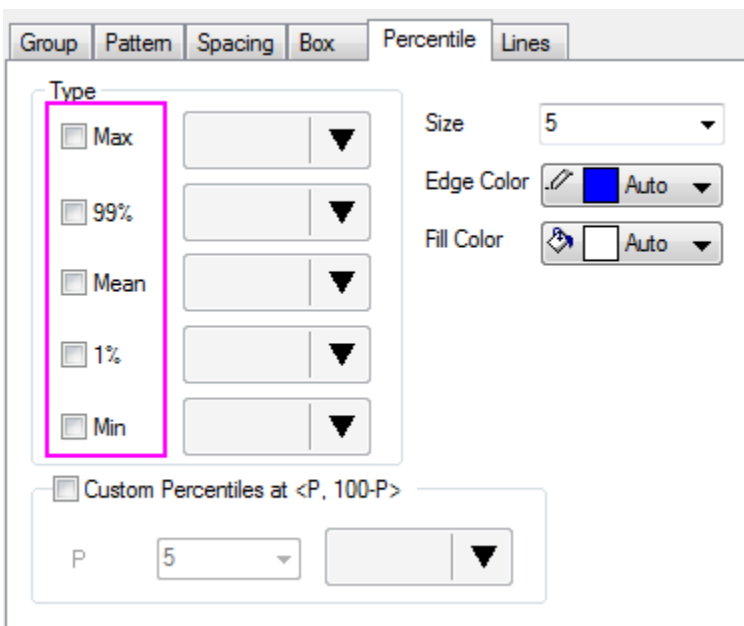 Group Pattern Spacing Box Percentile Lines
Type
Max
99%
Mean
1%
Min
Size 5
Edge Color Auto
Fill Color Auto
Custom Percentiles at <P, 100-P>
P 5